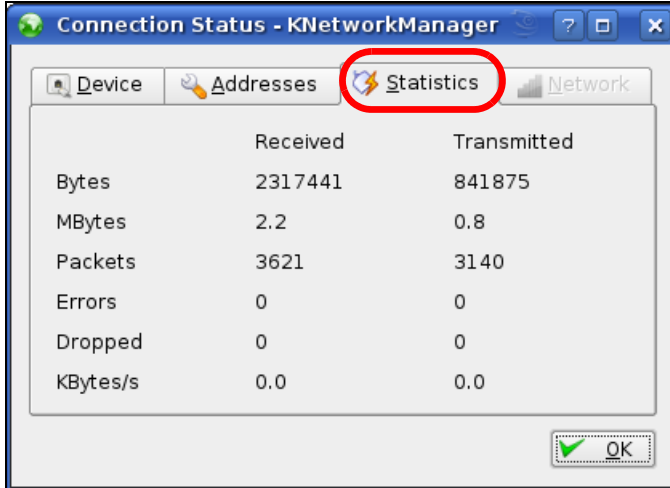 Connection Status - KNetworkManager
Device Addresses Statistics Network
Received Transmitted
Bytes 2317441 841875
MBytes 2.2 0.8
Packets 3621 3140
Errors 0 0
Dropped 0 0
KBytes/s 0.0 0.0
OK